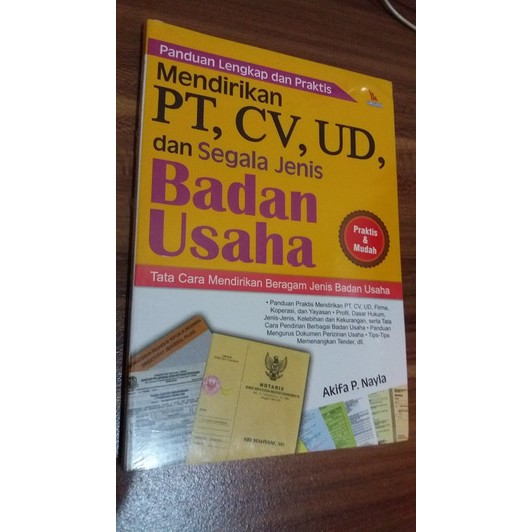 Panduan Lengkap dan Praktis
Mendirikan
PT, CV, UD,
dan Segala Jenis
Badan
Usaha
Praktis
&
Mudah
Tata Cara Mendirikan Beragam Jenis Badan Usaha
• Panduan Praktis Mendirikan PT, CV, UD, Firma,
Koperasi, dan Yayasan • Profil, Dasar Hukum,
Jenis-Jenis, Kelebihan dan Kekurangan, serta Tata
Cara Pendirian Berbagai Badan Usaha • Panduan
Mengurus Dokumen Perizinan Usaha • Tips-Tips
Memenangkan Tender, dll.
Akifa P. Nayla
NOTARIS